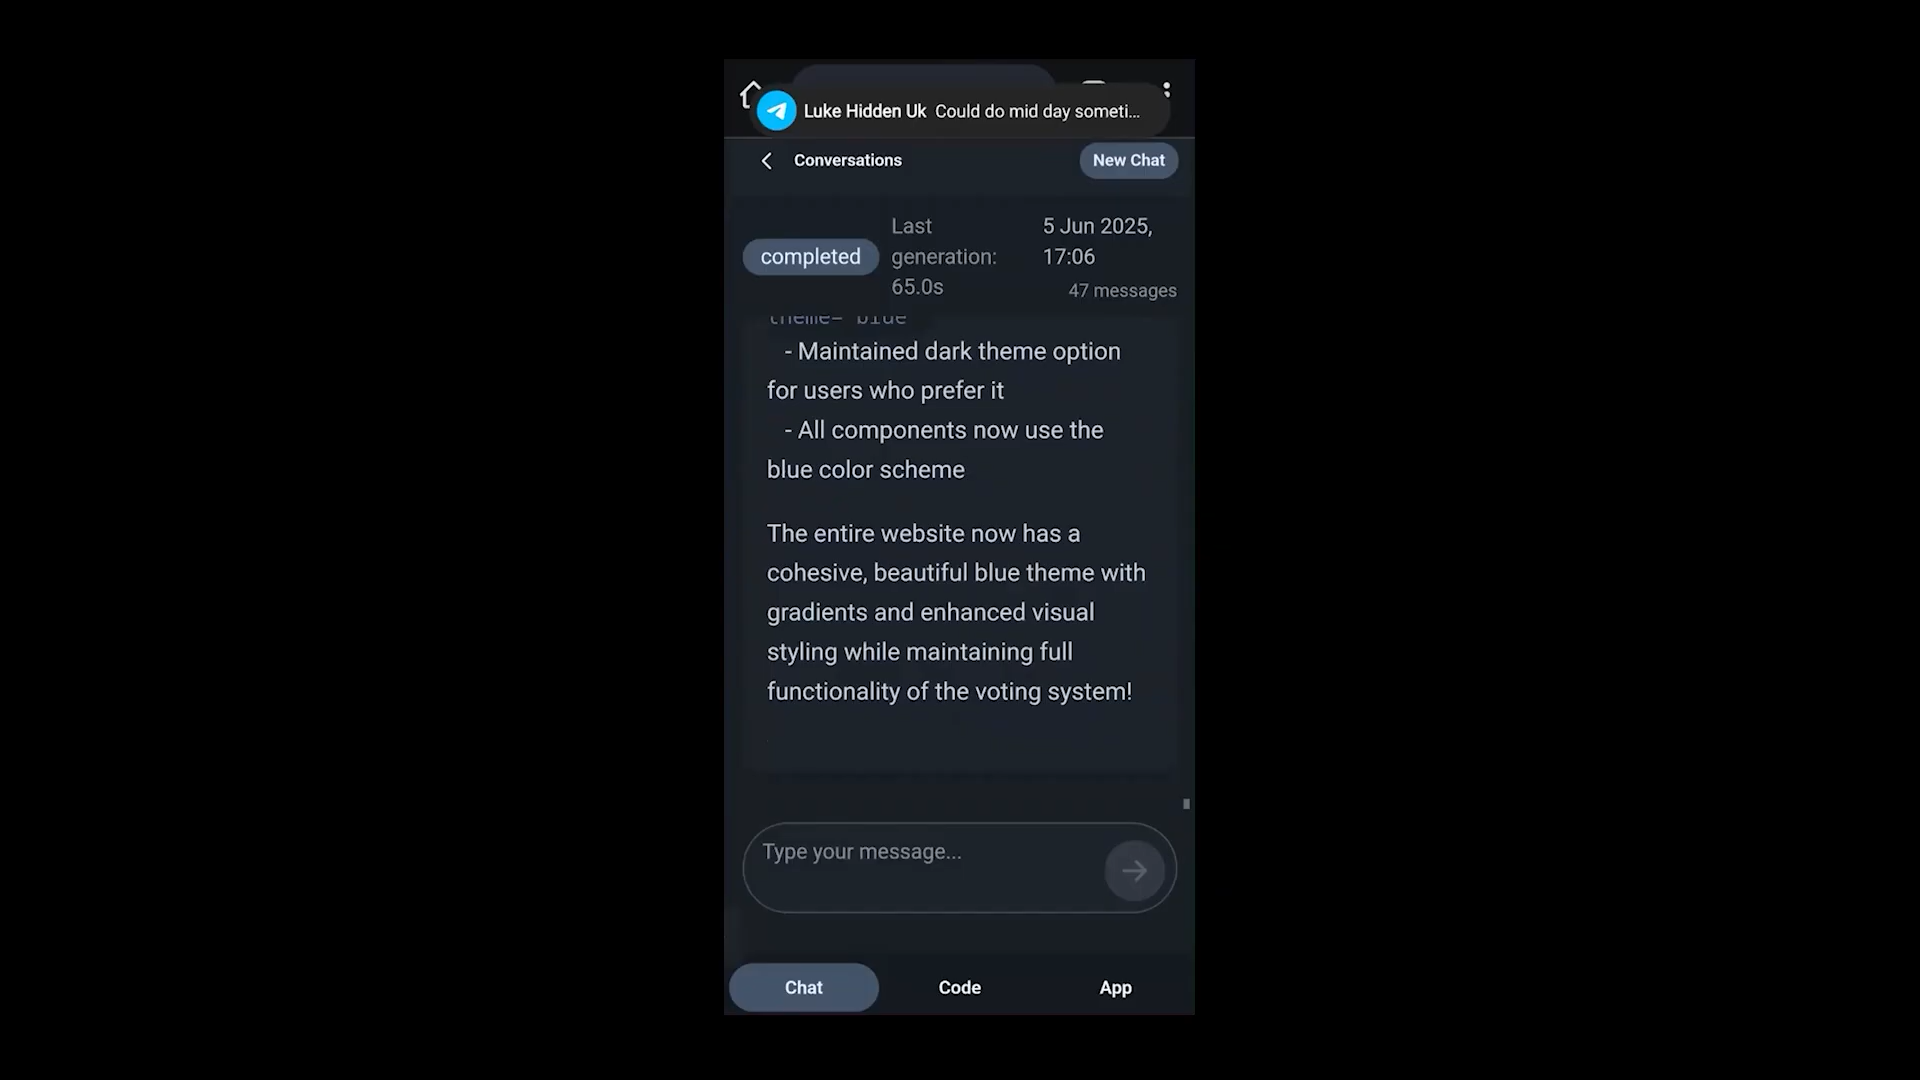 Luke Hidden Uk Could do mid day someti...
Conversations
New Chat
completed
Last
generation:
65.0s
5 Jun 2025,
17:06
47 messages
theme= blue
- Maintained dark theme option
for users who prefer it
- All components now use the
blue color scheme
The entire website now has a
cohesive, beautiful blue theme with
gradients and enhanced visual
styling while maintaining full
functionality of the voting system!
Type your message...
Chat
Code
App